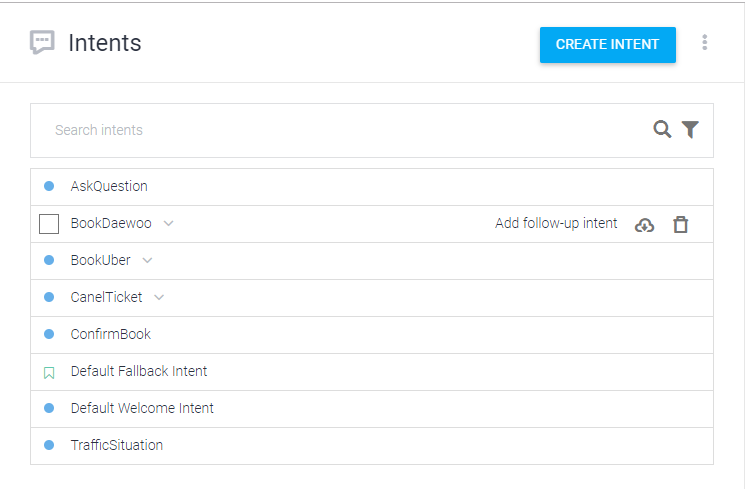 Intents
CREATE INTENT
Search intents
AskQuestion
BookDaewoo Add follow-up intent
BookUber
CanelTicket
ConfirmBook
Default Fallback Intent
Default Welcome Intent
TrafficSituation